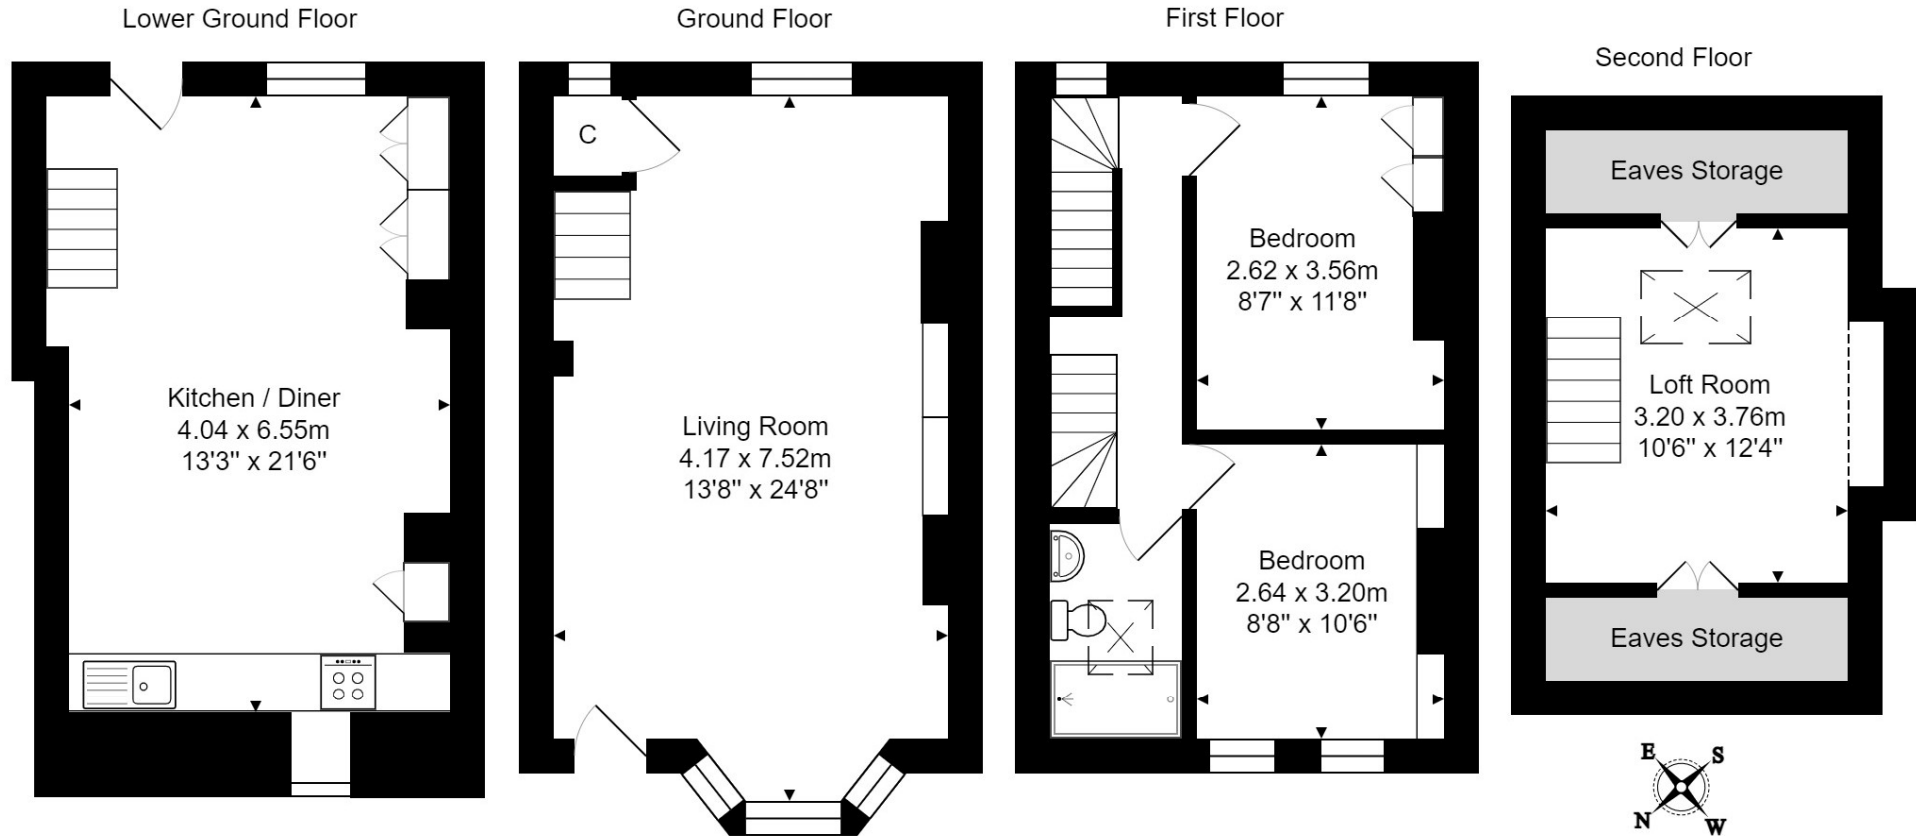 Lower Ground Floor
Ground Floor
First Floor
Second Floor
C
Eaves Storage
Bedroom
2.62 x 3.56m
8'7" x 11'8"
Kitchen / Diner
4.04 x 6.55m
13'3" x 21'6"
Living Room
4.17 x 7.52m
13'8" x 24'8"
Loft Room
3.20 x 3.76m
10'6" x 12'4"
Bedroom
2.64 x 3.20m
8'8" x 10'6"
Eaves Storage
E S
N W